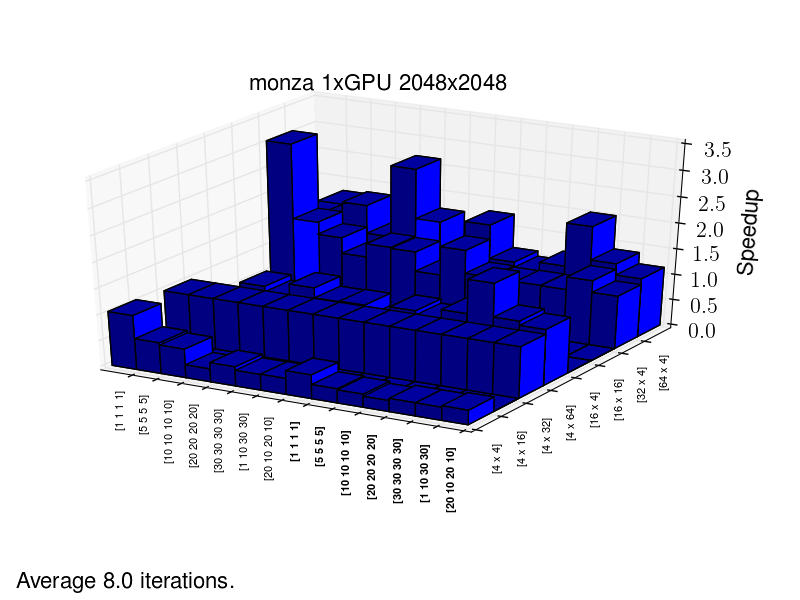 monza 1xGPU 2048x2048
3.5
3.0
2.5
2.0
1.5
1.0
0.5
0.0
Speedup
[1 1 1 1]
[5 5 5 5]
[10 10 10 10]
[20 20 20 20]
[30 30 30 30]
[1 10 30 30]
[20 10 20 10]
[1 1 1 1]
[5 5 5 5]
[10 10 10 10]
[20 20 20 20]
[30 30 30 30]
[1 10 30 30]
[20 10 20 10]
[4 x 4]
[4 x 16]
[4 x 32]
[4 x 64]
[16 x 4]
[16 x 16]
[32 x 4]
[64 x 4]
Average 8.0 iterations.